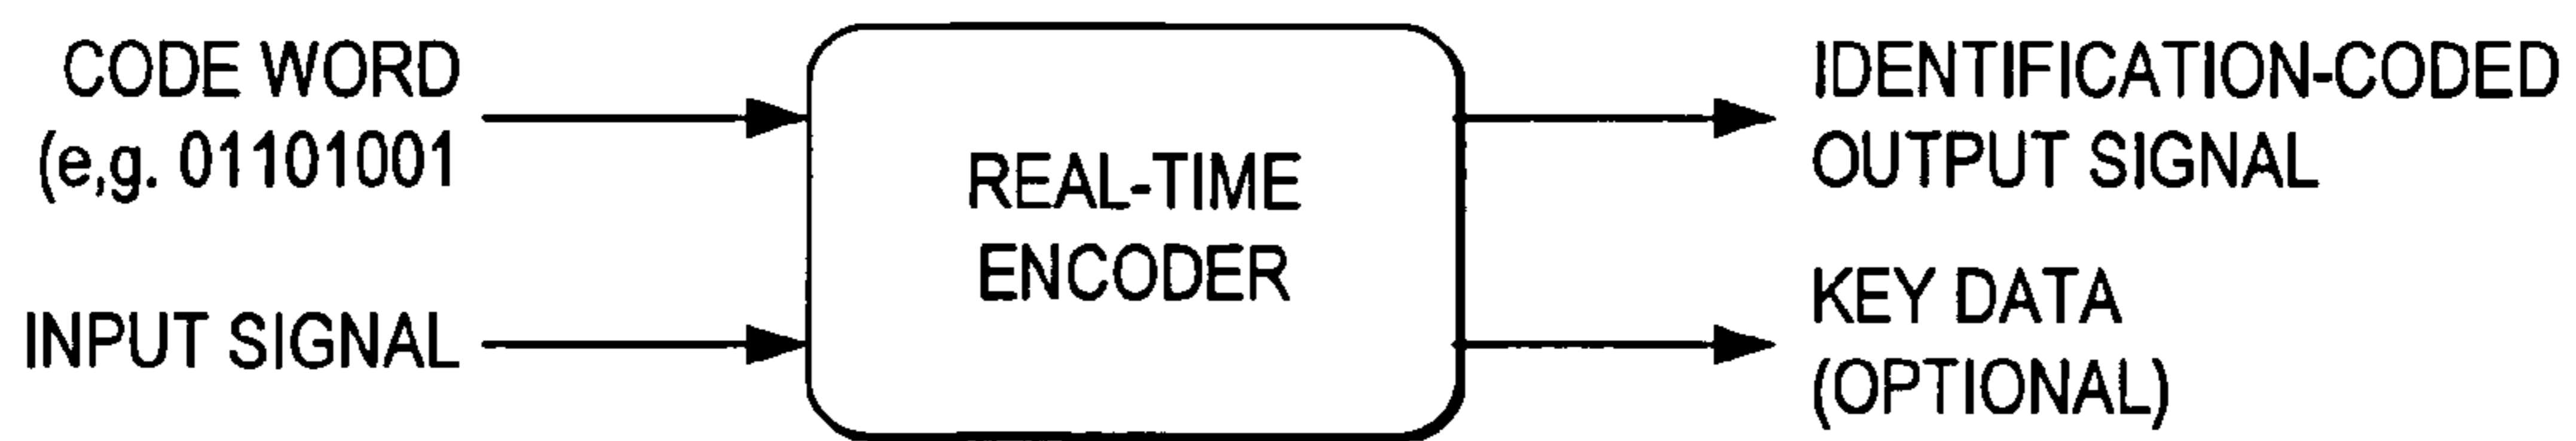 CODE WORD
(e,g. 01101001
INPUT SIGNAL
REAL-TIME
ENCODER
IDENTIFICATION-CODED
OUTPUT SIGNAL
KEY DATA
(OPTIONAL)